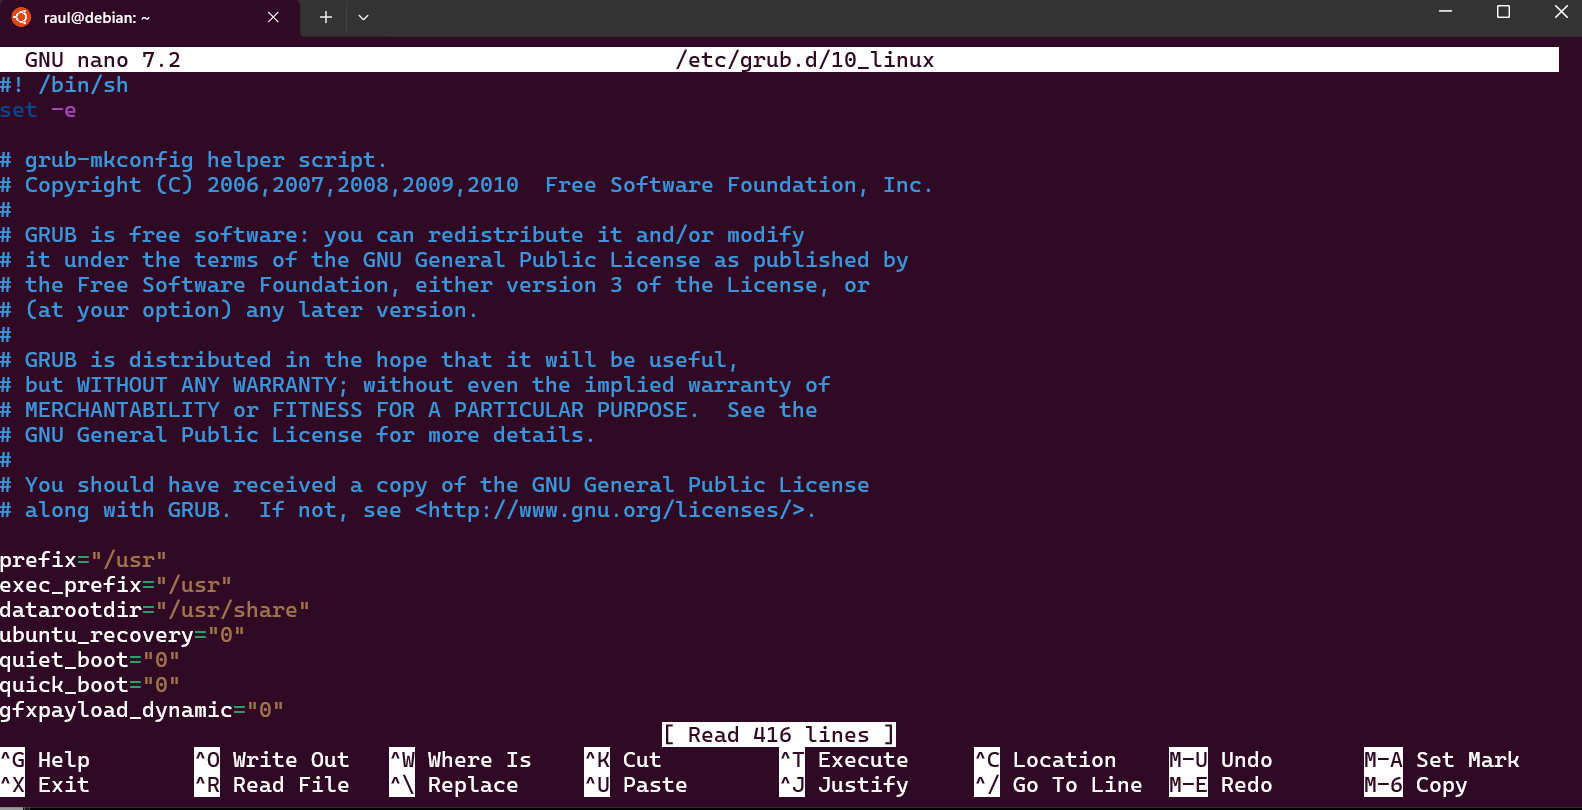 raul@debian: ~
GNU nano 7.2 /etc/grub.d/10_linux
#! /bin/sh
set -e

# grub-mkconfig helper script.
# Copyright (C) 2006,2007,2008,2009,2010  Free Software Foundation, Inc.
#
# GRUB is free software: you can redistribute it and/or modify
# it under the terms of the GNU General Public License as published by
# the Free Software Foundation, either version 3 of the License, or
# (at your option) any later version.
#
# GRUB is distributed in the hope that it will be useful,
# but WITHOUT ANY WARRANTY; without even the implied warranty of
# MERCHANTABILITY or FITNESS FOR A PARTICULAR PURPOSE.  See the
# GNU General Public License for more details.
#
# You should have received a copy of the GNU General Public License
# along with GRUB.  If not, see <http://www.gnu.org/licenses/>.

prefix="/usr"
exec_prefix="/usr"
datarootdir="/usr/share"
ubuntu_recovery="0"
quiet_boot="0"
quick_boot="0"
gfxpayload_dynamic="0"
[ Read 416 lines ]
^G Help ^O Write Out ^W Where Is ^K Cut ^T Execute ^C Location M-U Undo M-A Set Mark
^X Exit ^R Read File ^\ Replace ^U Paste ^J Justify ^/ Go To Line M-E Redo M-6 Copy